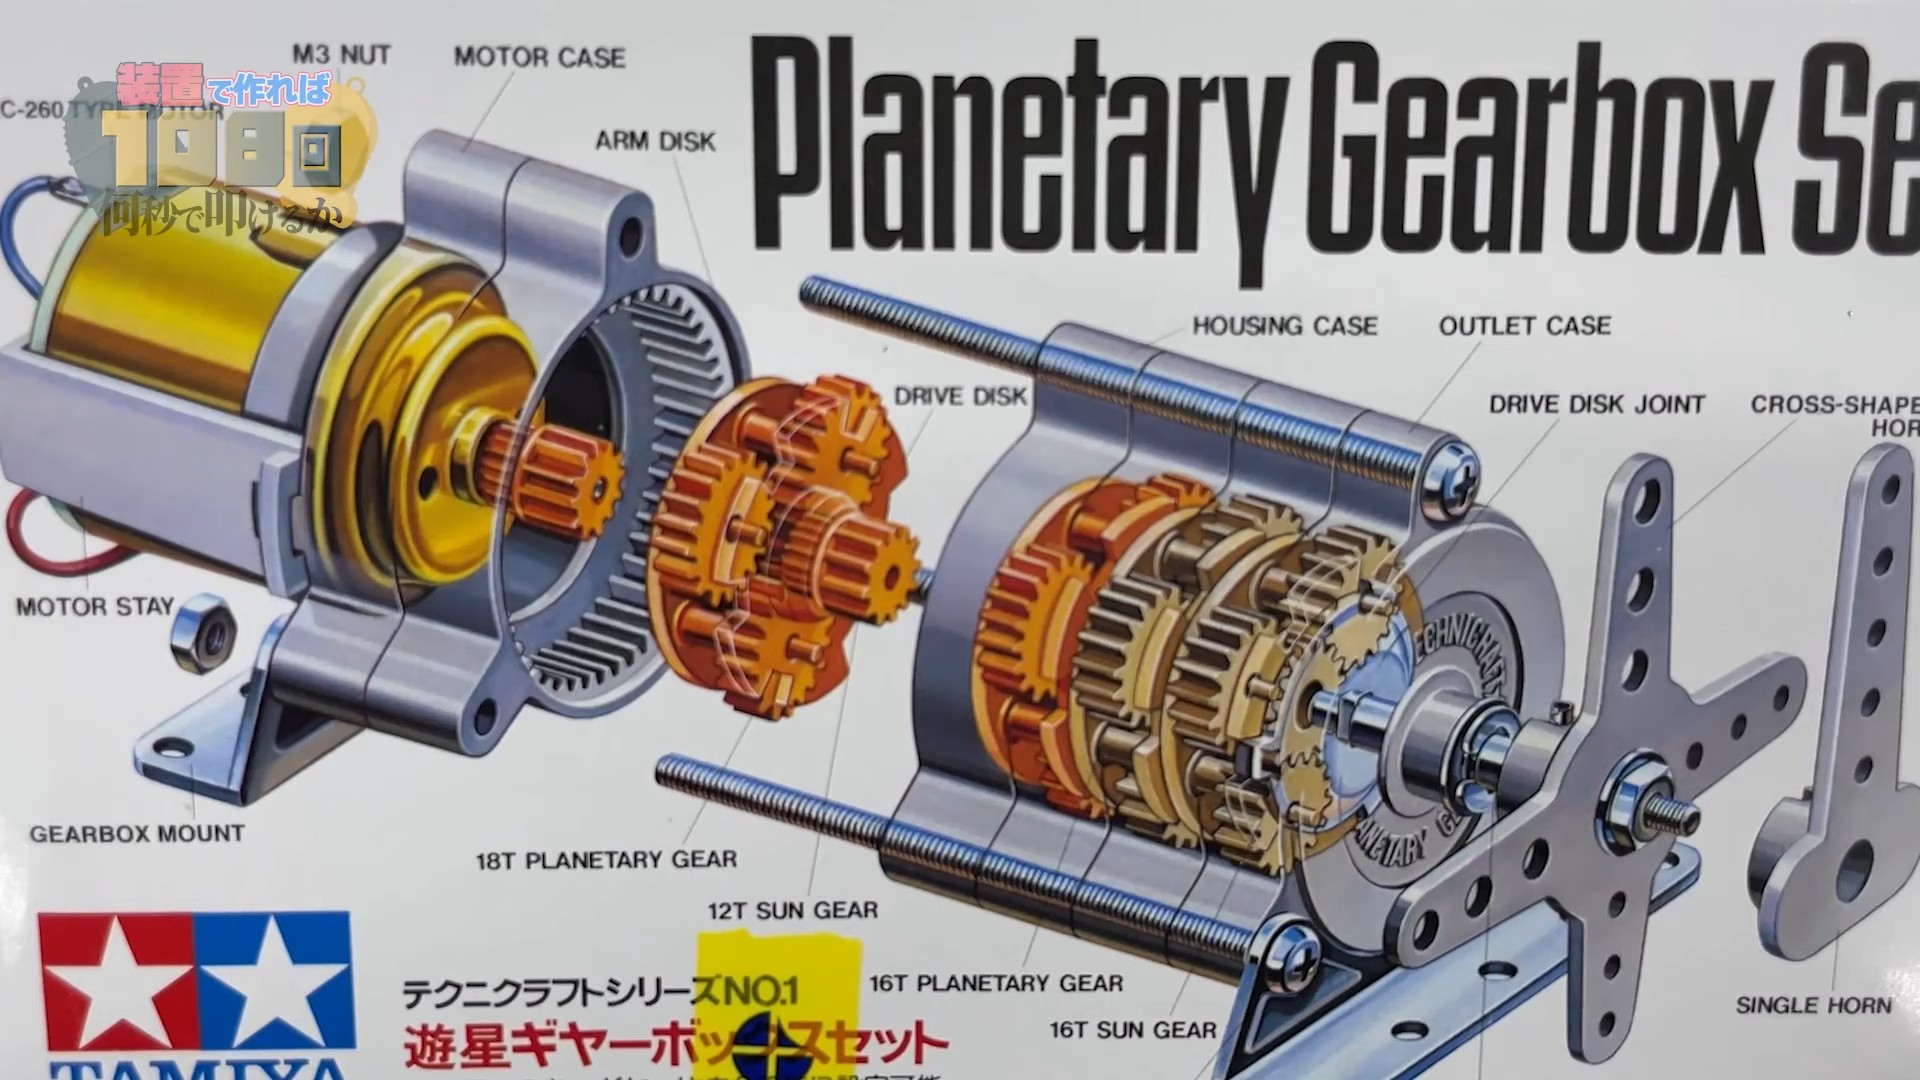 装置で作れば
108回
何秒で叩けるか
M3 NUT
MOTOR CASE
C-260 TYPE MOTOR
ARM DISK
Planetary Gearbox Se
HOUSING CASE
OUTLET CASE
DRIVE DISK
DRIVE DISK JOINT
CROSS-SHAPE
HOR
MOTOR STAY
GEARBOX MOUNT
18T PLANETARY GEAR
12T SUN GEAR
16T PLANETARY GEAR
16T SUN GEAR
SINGLE HORN
テクニクラフトシリーズNO.1
遊星ギヤーボックスセット
TAMIYA